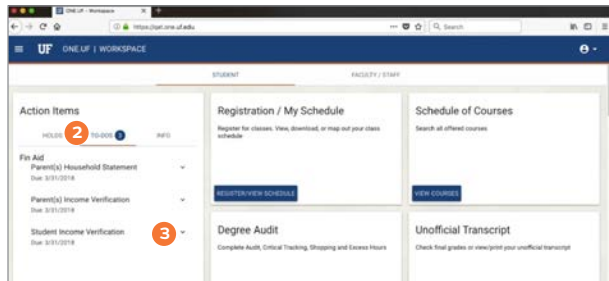 ONE.UF - Workspace
https://qat.one.uf.edu
Search
UF ONE.UF | WORKSPACE
STUDENT FACULTY / STAFF
Action Items
HOLDS 2 TO-DOS 3 INFO
Fin Aid
Parent(s) Household Statement
Due: 3/31/2018
Parent(s) Income Verification
Due: 3/31/2018
Student Income Verification 3
Due: 3/31/2018
Registration / My Schedule
Register for classes. View, download, or map out your class
schedule
REGISTER/VIEW SCHEDULE
Schedule of Courses
Search all offered courses
VIEW COURSES
Degree Audit
Complete Audit, Critical Tracking, Shopping and Excess Hours
Unofficial Transcript
Check final grades or view/print your unofficial transcript